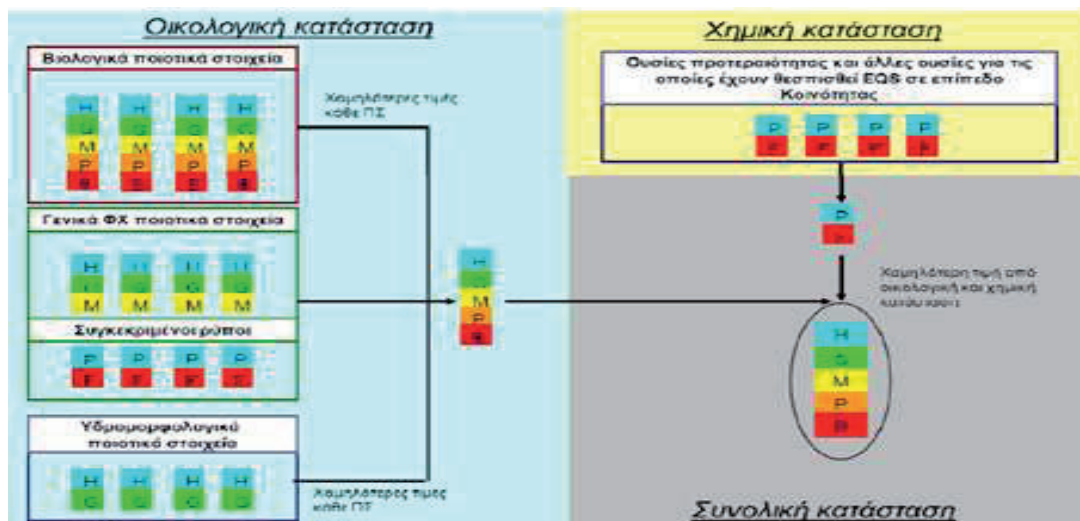 Οικολογική κατάσταση
Βιολογικά ποιοτικά στοιχεία
H H H H
G G G G
M M M M
P P P P
B B B B
Χαμηλότερες τιμές
κάθε ΠΣ
Γενικά ΦΧ ποιοτικά στοιχεία
H H H H
G G G G
M M M M
Συγκεκριμένοι ρύποι
P P P P
F F F F
Υδρομορφολογικά
ποιοτικά στοιχεία
H H H H
G G G G
Χαμηλότερες τιμές
κάθε ΠΣ
H
M
P
B
Χημική κατάσταση
Ουσίες προτεραιότητας και άλλες ουσίες για τις
οποίες έχουν θεσπισθεί EQS σε επίπεδο
Κοινότητας
P P P P
F F F F
P
Χαμηλότερη τιμή από
οικολογική και χημική
κατάσταση
H
G
M
P
B
Συνολική κατάσταση